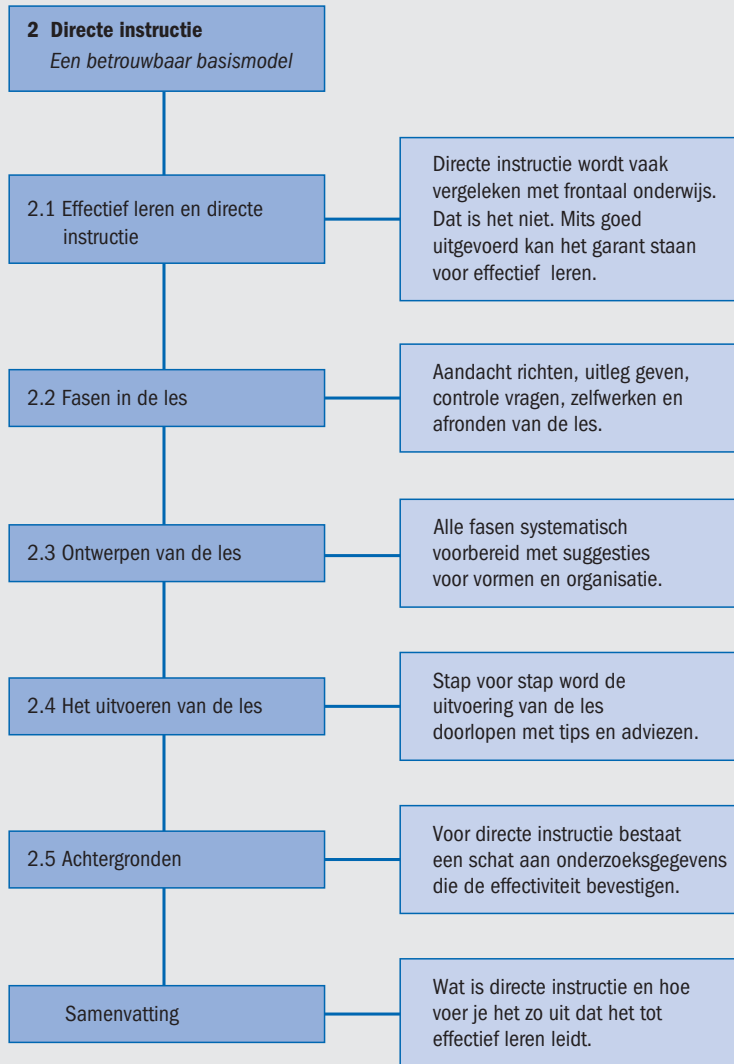 2 Directe instructie
Een betrouwbaar basismodel
2.1 Effectief leren en directe
instructie
Directe instructie wordt vaak
vergeleken met frontaal onderwijs.
Dat is het niet. Mits goed
uitgevoerd kan het garant staan
voor effectief leren.
2.2 Fasen in de les
Aandacht richten, uitleg geven,
controle vragen, zelfwerken en
afronden van de les.
2.3 Ontwerpen van de les
Alle fasen systematisch
voorbereid met suggesties
voor vormen en organisatie.
2.4 Het uitvoeren van de les
Stap voor stap word de
uitvoering van de les
doorlopen met tips en adviezen.
2.5 Achtergronden
Voor directe instructie bestaat
een schat aan onderzoeksgegevens
die de effectiviteit bevestigen.
Samenvatting
Wat is directe instructie en hoe
voer je het zo uit dat het tot
effectief leren leidt.